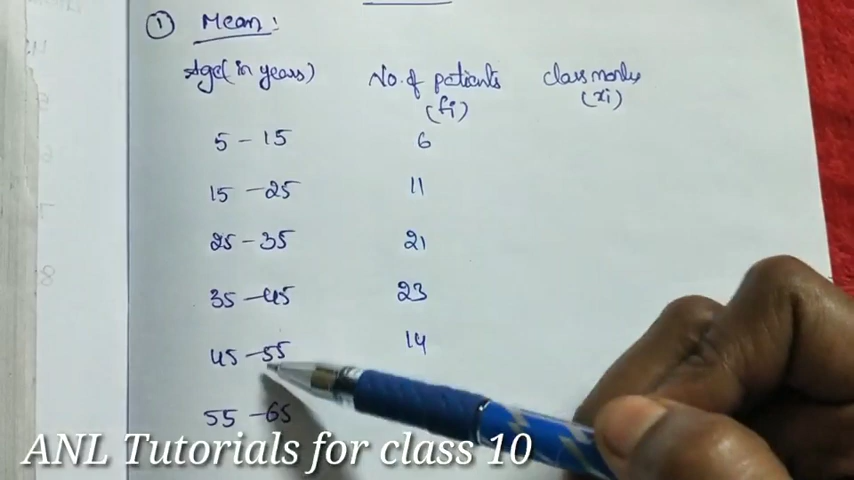 ① Mean:
Age(in years) No. of patients class marks
(fi) (xi)
5 - 15 6
15 - 25 11
25 - 35 21
35 - 45 23
45 - 55 14
55 - 65
ANL Tutorials for class 10